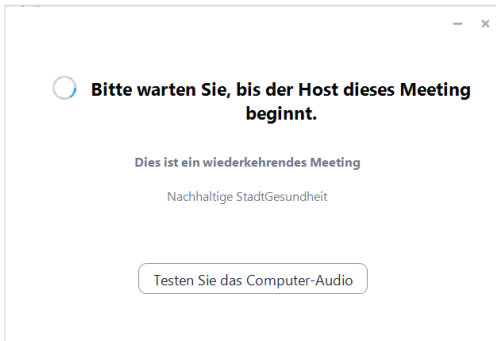 Bitte warten Sie, bis der Host dieses Meeting
beginnt.
Dies ist ein wiederkehrendes Meeting
Nachhaltige StadtGesundheit
Testen Sie das Computer-Audio